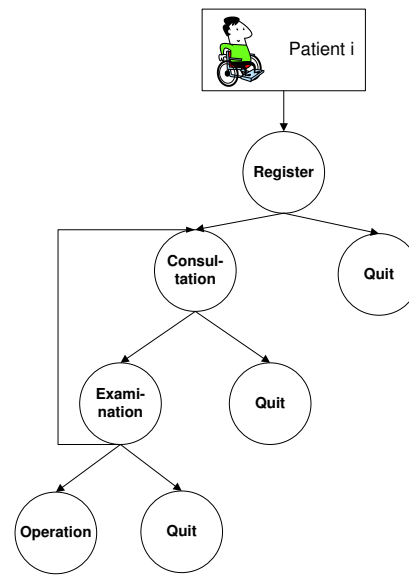 Patient i
Register
Consul-
tation
Quit
Exami-
nation
Quit
Operation
Quit